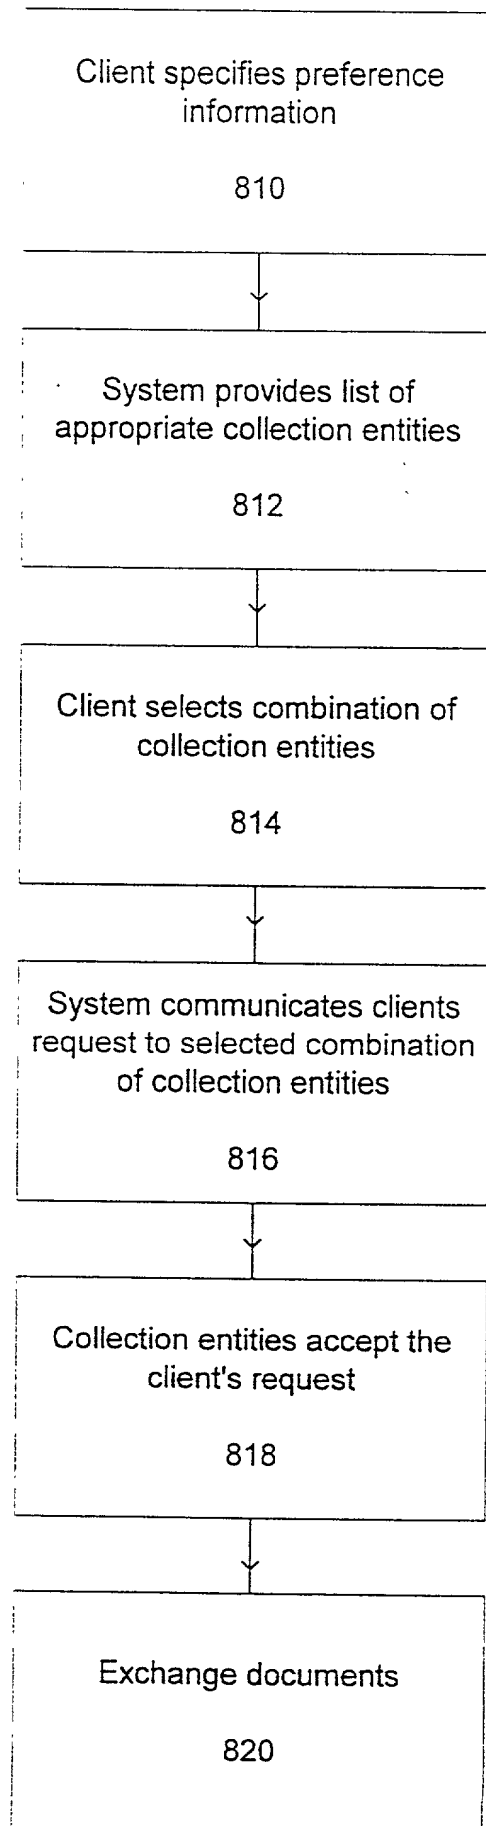 Client specifies preference
information
810
System provides list of
appropriate collection entities
812
Client selects combination of
collection entities
814
System communicates clients
request to selected combination
of collection entities
816
Collection entities accept the
client's request
818
Exchange documents
820